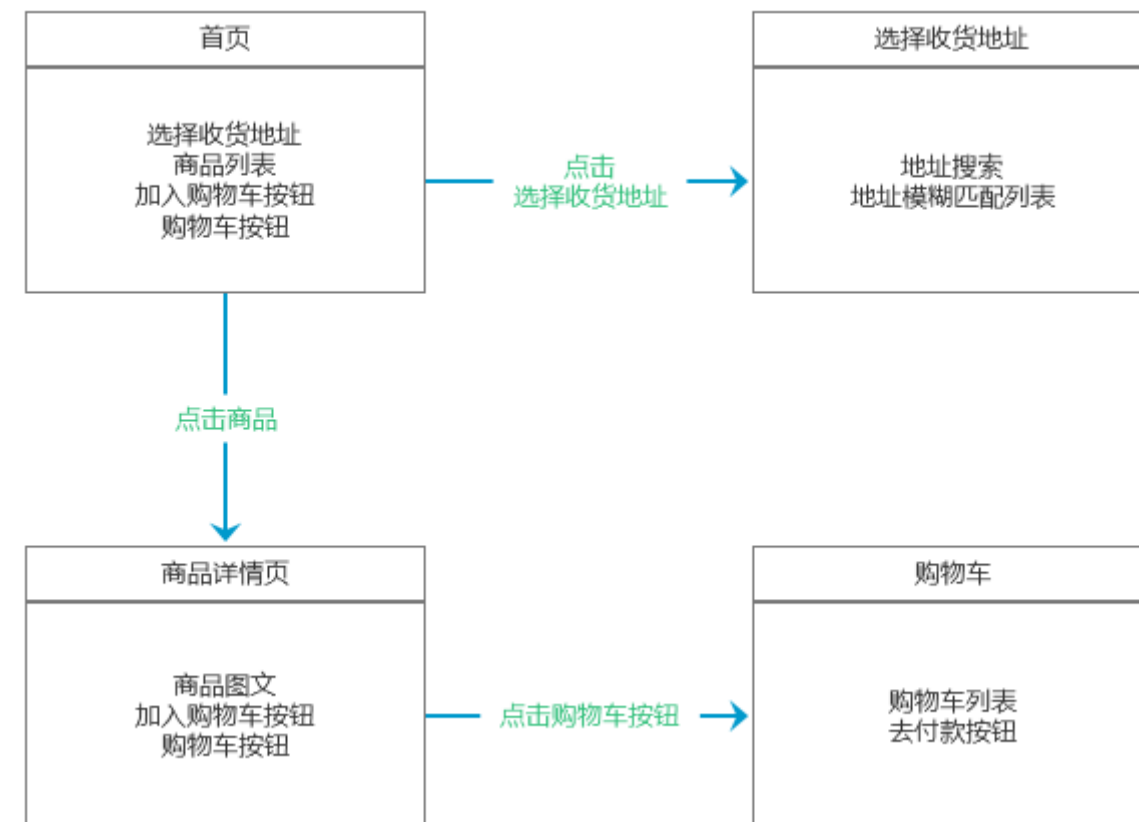 首页
选择收货地址
商品列表
加入购物车按钮
购物车按钮
点击
选择收货地址
选择收货地址
地址搜索
地址模糊匹配列表
点击商品
商品详情页
商品图文
加入购物车按钮
购物车按钮
点击购物车按钮
购物车
购物车列表
去付款按钮